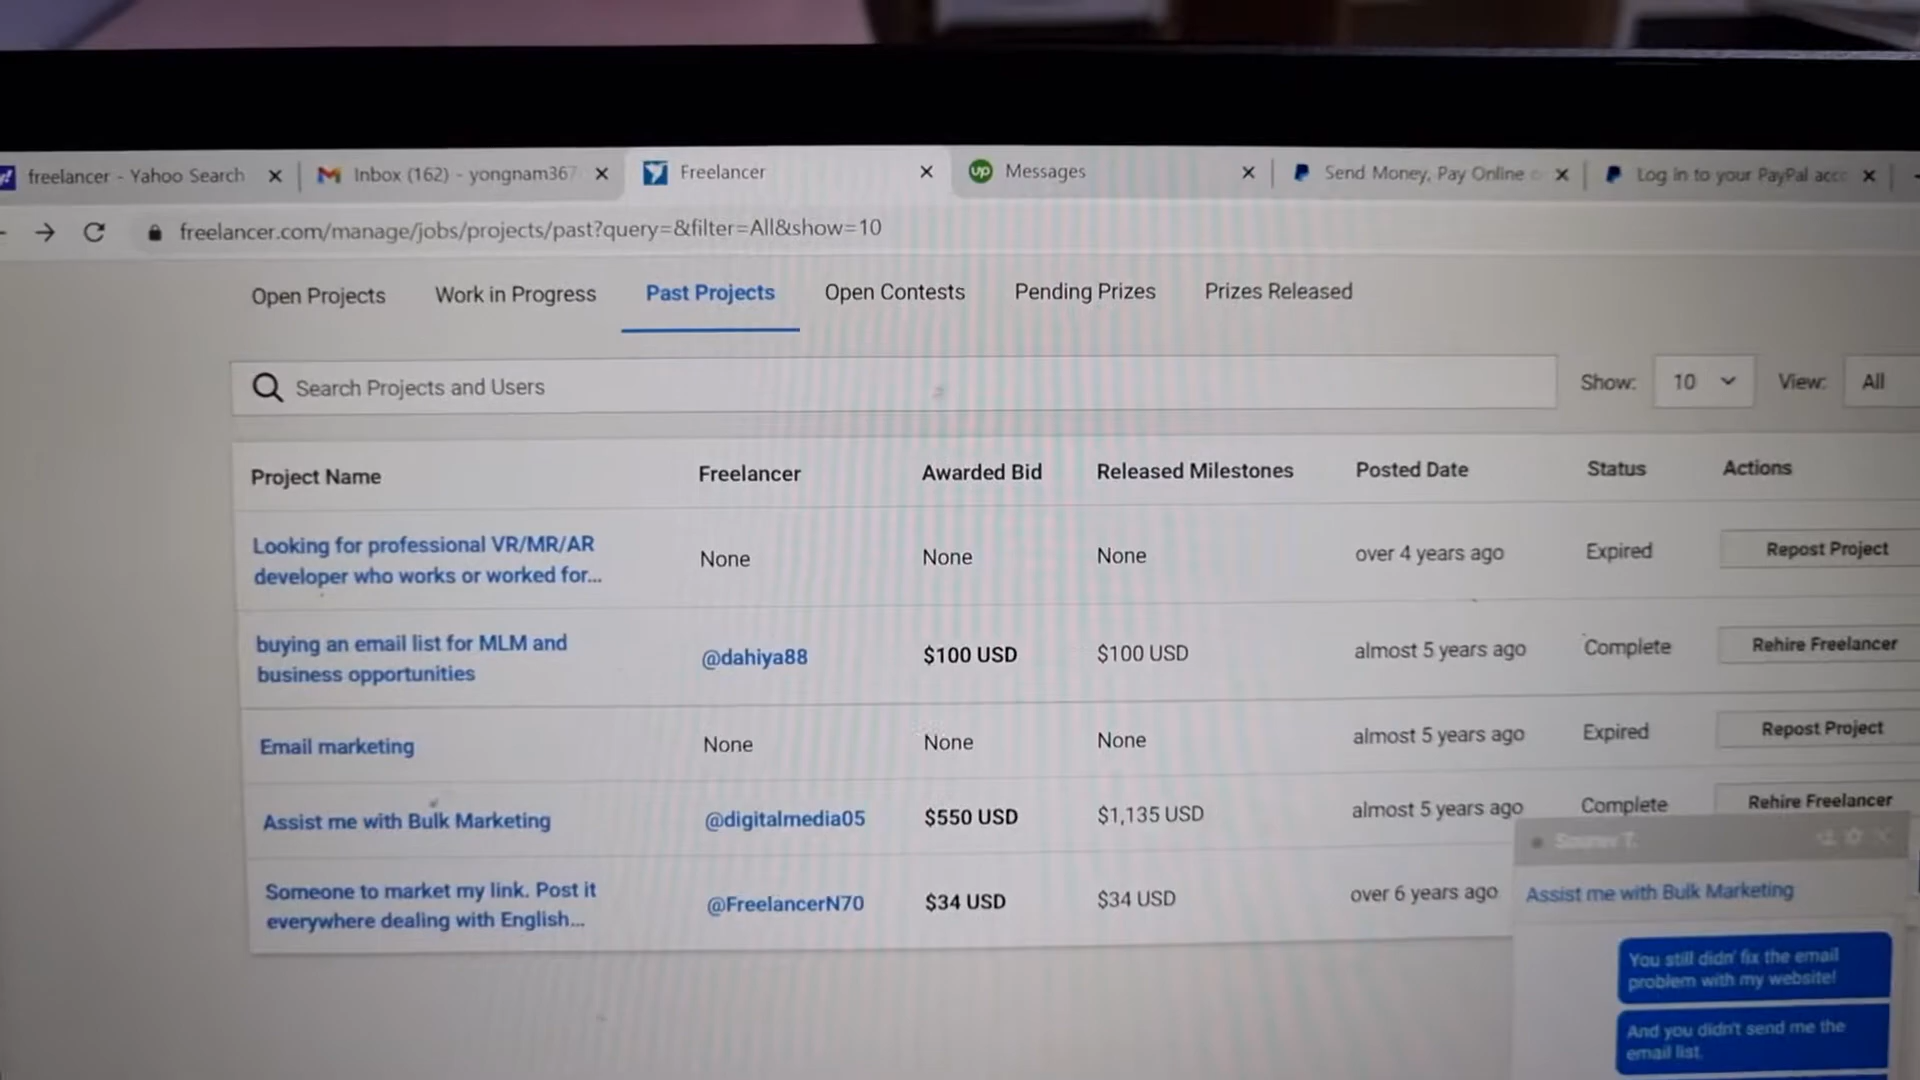 freelancer - Yahoo Search
Inbox (162) - yongnam367
Freelancer
up Messages
Send Money, Pay Online
Log in to your PayPal acc
freelancer.com/manage/jobs/projects/past?query=&filter=All&show=10
Open Projects Work in Progress Past Projects Open Contests Pending Prizes Prizes Released
Search Projects and Users
Show: 10 View: All
Project Name Freelancer Awarded Bid Released Milestones Posted Date Status Actions
Looking for professional VR/MR/AR
developer who works or worked for...
None None None over 4 years ago Expired Repost Project
buying an email list for MLM and
business opportunities
@dahiya88 $100 USD $100 USD almost 5 years ago Complete Rehire Freelancer
Email marketing None None None almost 5 years ago Expired Repost Project
Assist me with Bulk Marketing @digitalmedia05 $550 USD $1,135 USD almost 5 years ago Complete Rehire Freelancer
Someone to market my link. Post it
everywhere dealing with English...
@FreelancerN70 $34 USD $34 USD over 6 years ago
Assist me with Bulk Marketing
You still didn' fix the email
problem with my website!
And you didn't send me the
email list.